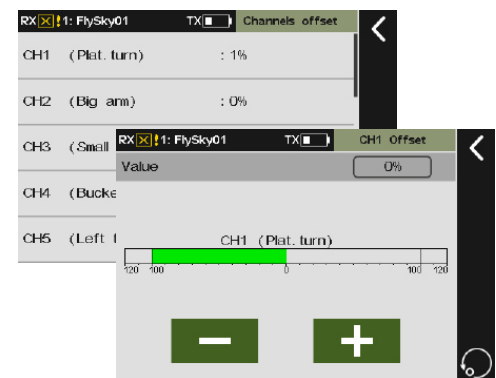 RX !1: FlySky01 TX Channels offset
CH1 (Plat. turn) : 1%
CH2 (Big arm) : 0%
CH3 (Small
CH4 (Bucke
CH5 (Left
RX !1: FlySky01 TX CH1 Offset
Value 0%
CH1 (Plat. turn)
120 100 0 100 120
− +